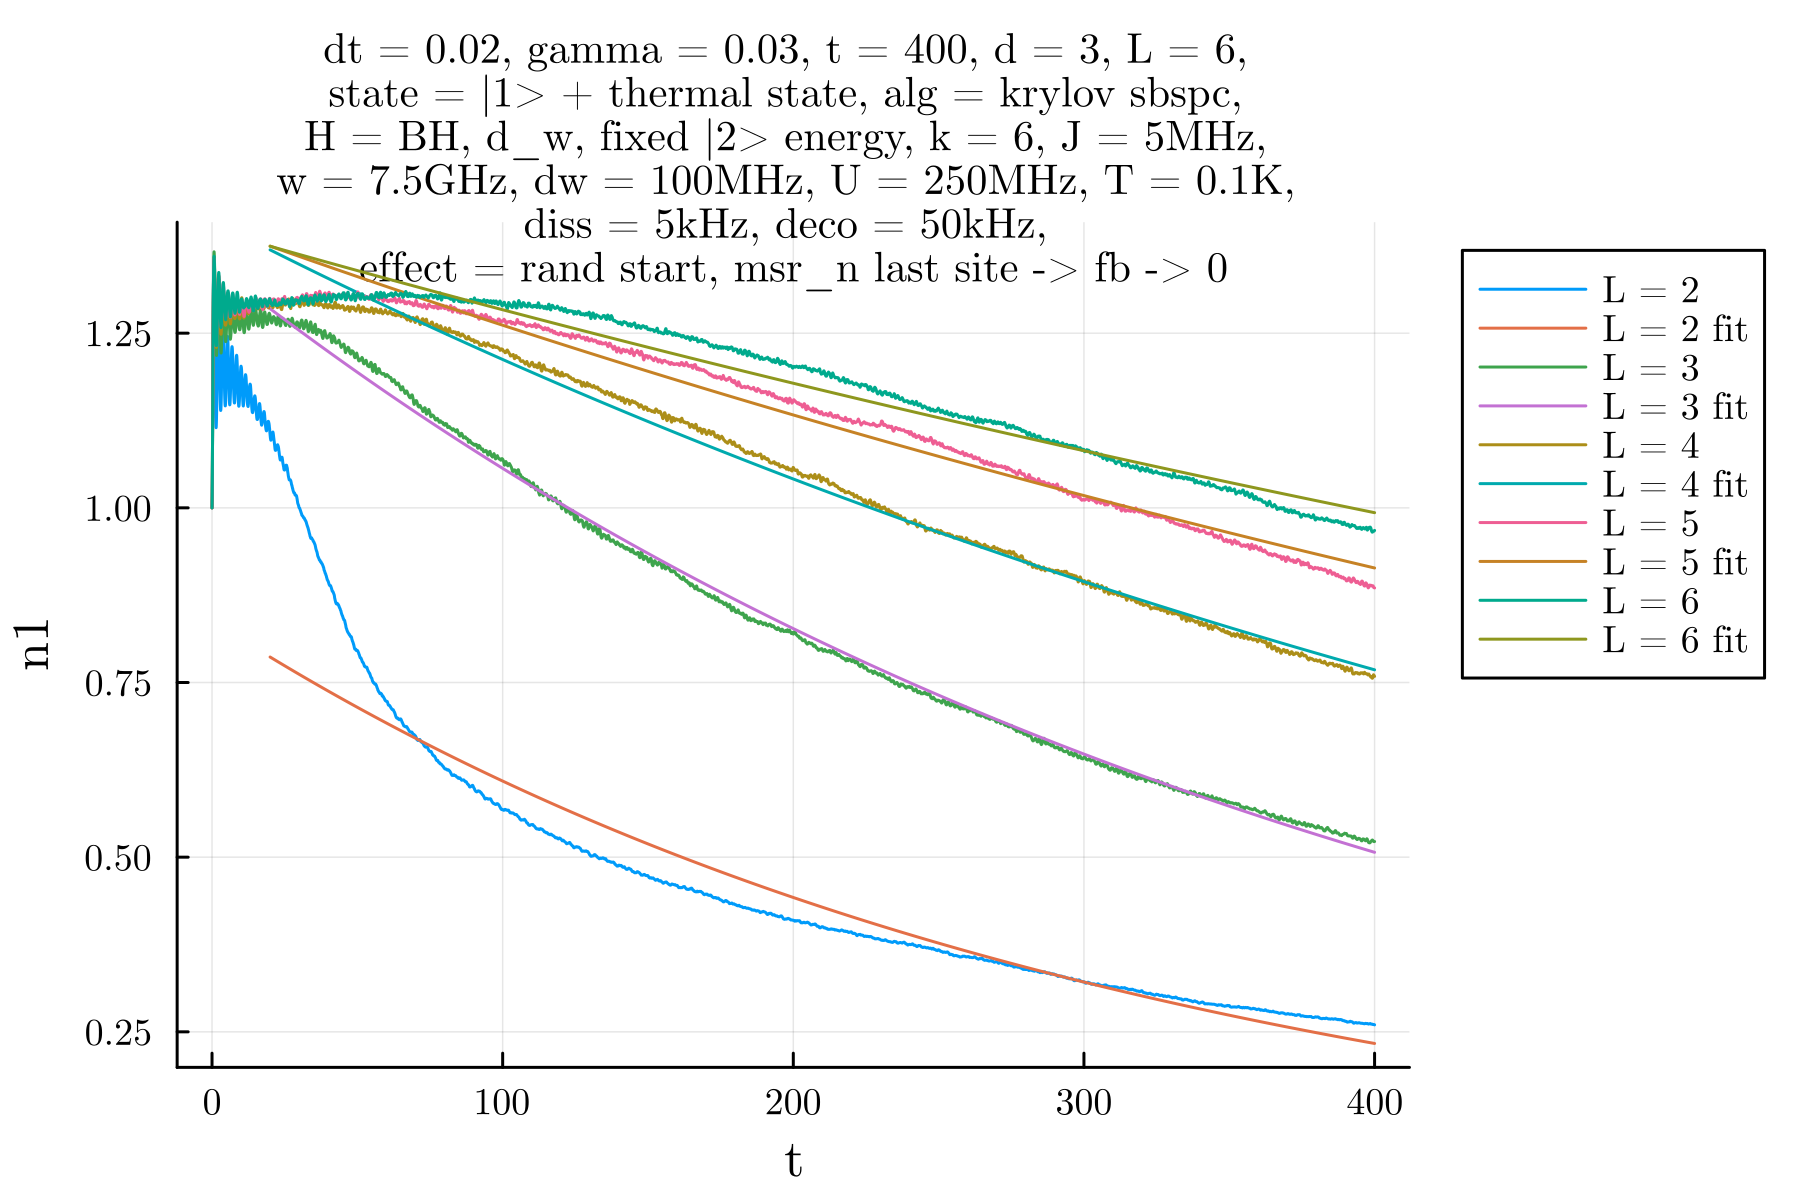 dt = 0.02, gamma = 0.03, t = 400, d = 3, L = 6,
state = |1> + thermal state, alg = krylov sbspc,
H = BH, d_w, fixed |2> energy, k = 6, J = 5MHz,
w = 7.5GHz, dw = 100MHz, U = 250MHz, T = 0.1K,
diss = 5kHz, deco = 50kHz,
effect = rand start, msr_n last site -> fb -> 0
n1
1.25
1.00
0.75
0.50
0.25
0
100
200
300
400
t
L = 2
L = 2 fit
L = 3
L = 3 fit
L = 4
L = 4 fit
L = 5
L = 5 fit
L = 6
L = 6 fit